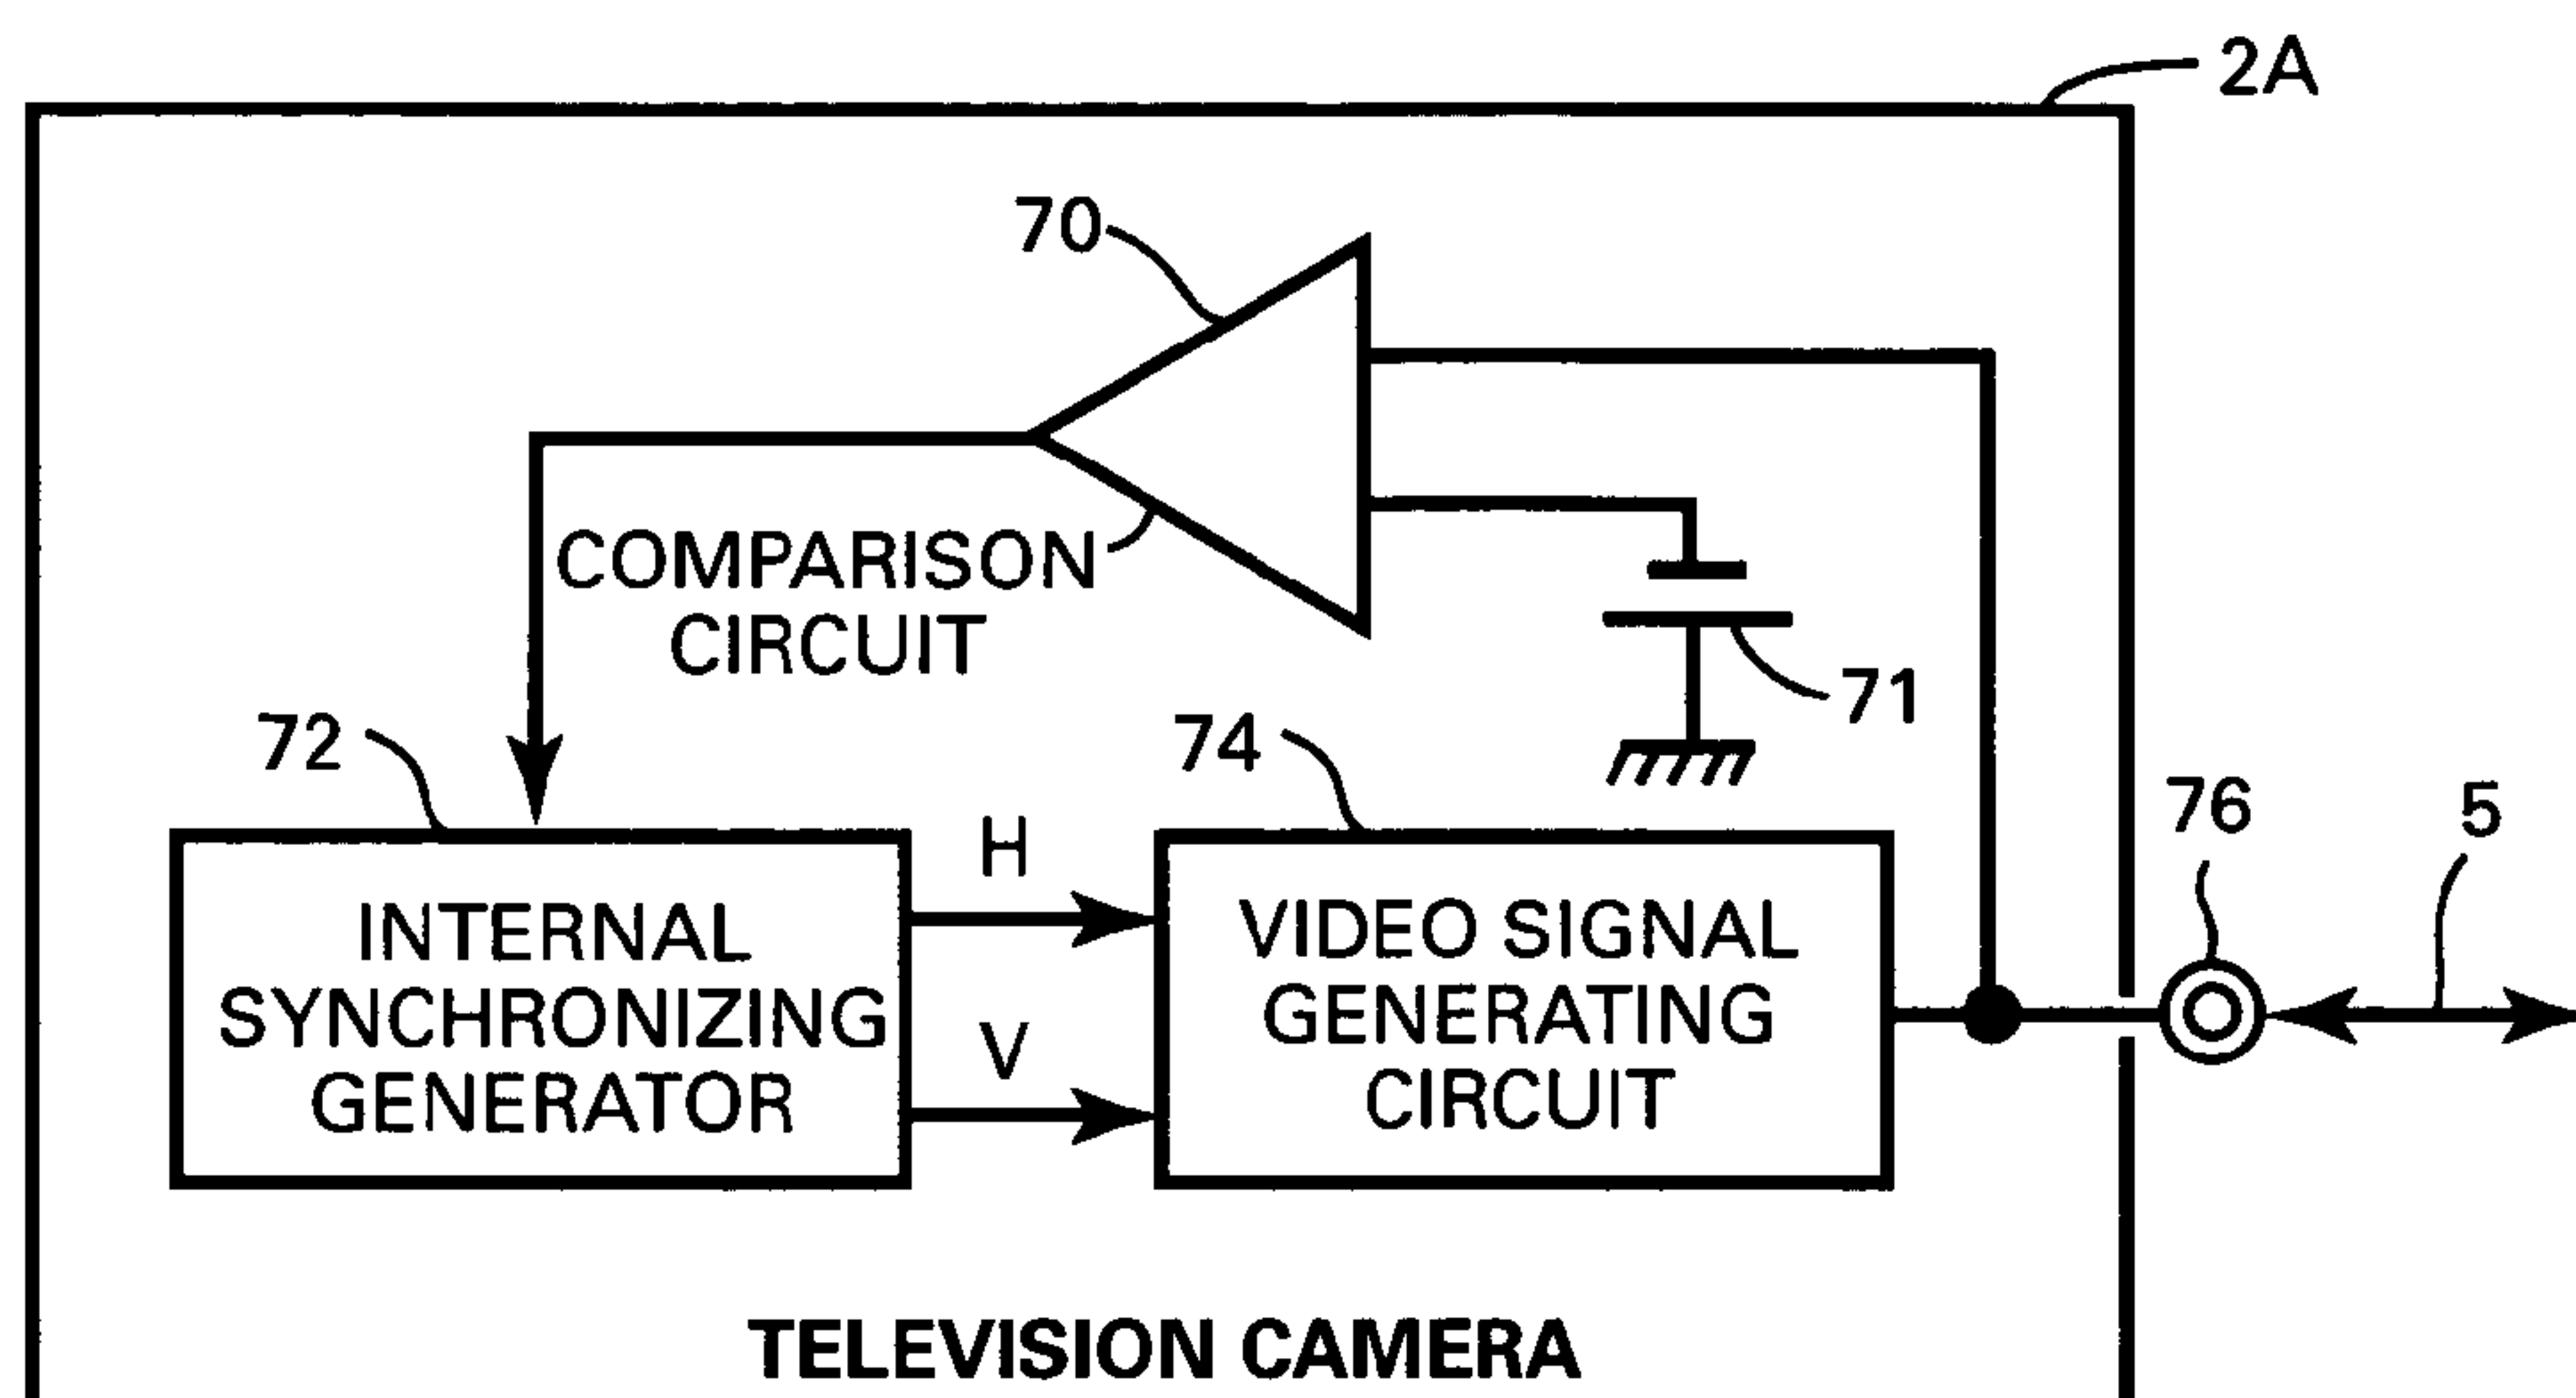 2A
70
COMPARISON
CIRCUIT
71
72
74
76
5
H
V
INTERNAL
SYNCHRONIZING
GENERATOR
VIDEO SIGNAL
GENERATING
CIRCUIT
TELEVISION CAMERA